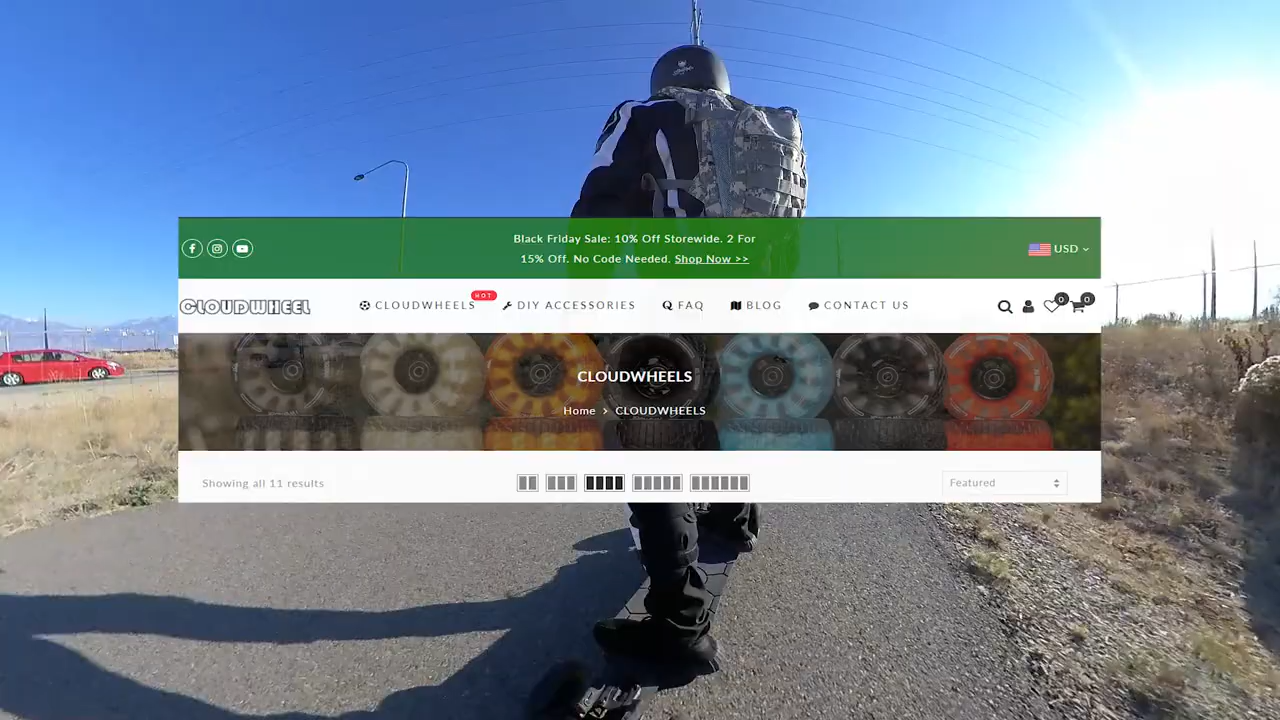 Black Friday Sale: 10% Off Storewide. 2 For
15% Off. No Code Needed. Shop Now >>
USD
CLOUDWHEEL
CLOUDWHEELS
HOT
DIY ACCESSORIES
FAQ
BLOG
CONTACT US
0
0
CLOUDWHEELS
Home > CLOUDWHEELS
Showing all 11 results
Featured